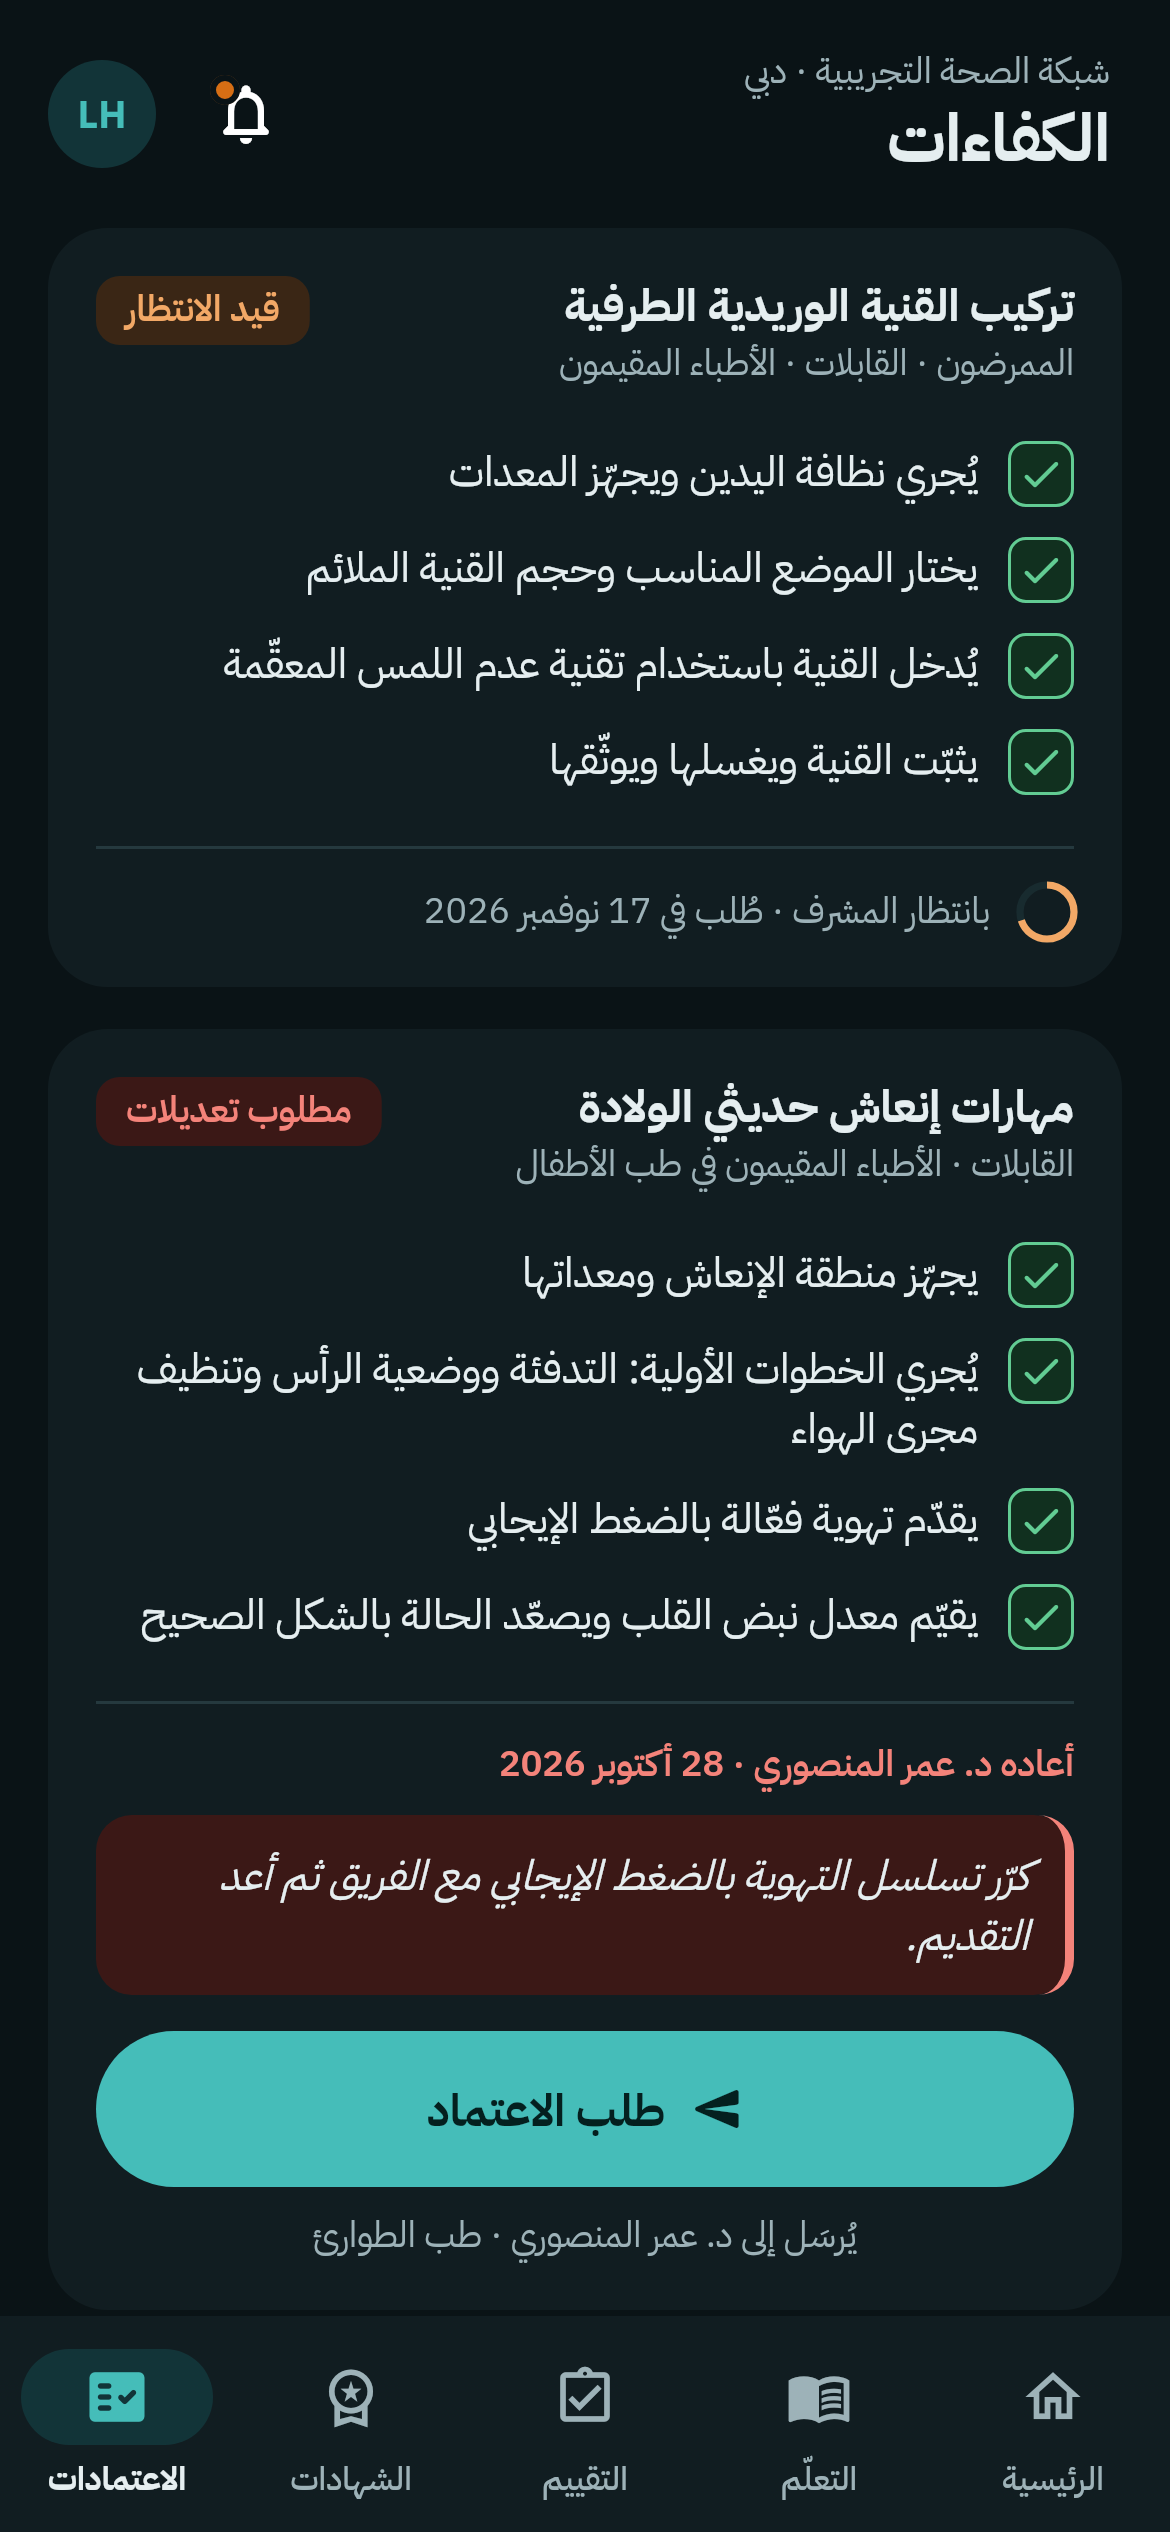 شبكة الصحة التجريبية · دبي
الكفاءات
LH
تركيب القنية الوريدية الطرفية
قيد الانتظار
الممرضون · القابلات · الأطباء المقيمون
يُجري نظافة اليدين ويجهّز المعدات
يختار الموضع المناسب وحجم القنية الملائم
يُدخل القنية باستخدام تقنية عدم اللمس المعقّمة
يثبّت القنية ويغسلها ويوثّقها
بانتظار المشرف · طُلب في 17 نوفمبر 2026
مهارات إنعاش حديثي الولادة
مطلوب تعديلات
القابلات · الأطباء المقيمون في طب الأطفال
يجهّز منطقة الإنعاش ومعداتها
يُجري الخطوات الأولية: التدفئة ووضعية الرأس وتنظيف
مجرى الهواء
يقدّم تهوية فعّالة بالضغط الإيجابي
يقيّم معدل نبض القلب ويصعّد الحالة بالشكل الصحيح
أعاده د. عمر المنصوري · 28 أكتوبر 2026
كرّر تسلسل التهوية بالضغط الإيجابي مع الفريق ثم أعد
التقديم.
طلب الاعتماد
يُرسَل إلى د. عمر المنصوري · طب الطوارئ
الرئيسية
التعلّم
التقييم
الشهادات
الاعتمادات